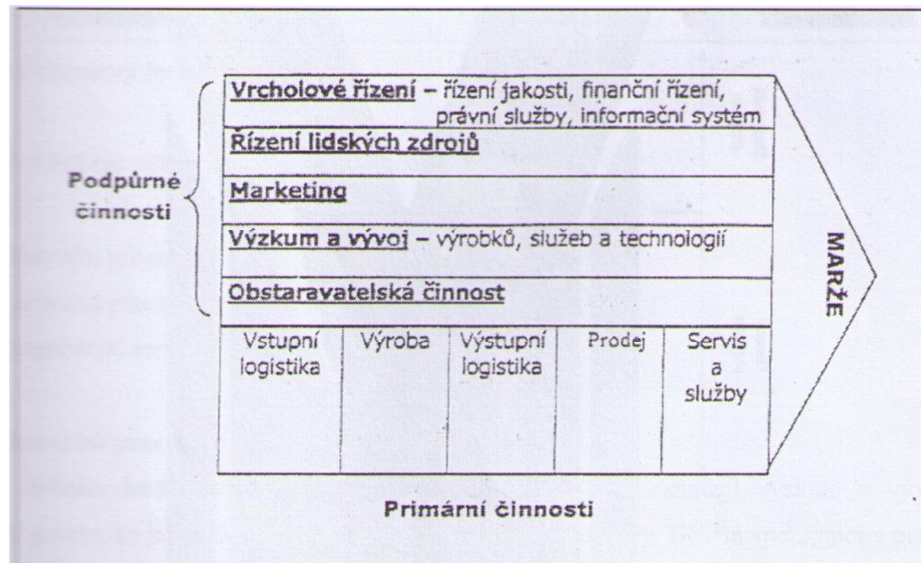 Vrcholové řízení – řízení jakosti, finanční řízení,
právní služby, informační systém
Řízení lidských zdrojů
Marketing
Výzkum a vývoj – výrobků, služeb a technologií
Obstaravatelská činnost
Podpůrné
činnosti
Vstupní
logistika
Výroba
Výstupní
logistika
Prodej
Servis
a
služby
MARŽE
Primární činnosti